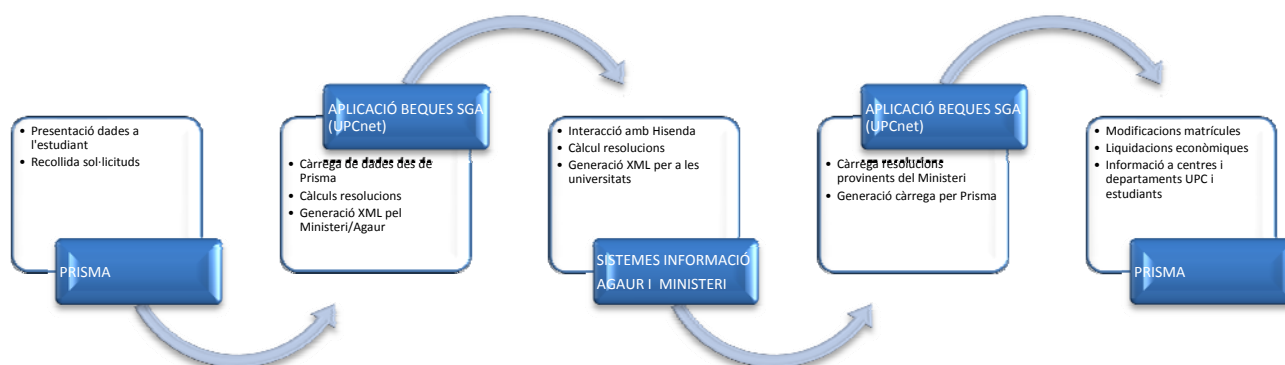 • Presentació dades a
l'estudiant
• Recollida sol·licituds
PRISMA
APLICACIÓ BEQUES SGA
(UPCnet)
• Càrrega de dades des de
Prisma
• Càlculs resolucions
• Generació XML pel
Ministeri/Agaur
• Interacció amb Hisenda
• Càlcul resolucions
• Generació XML per a les
universitats
SISTEMES INFORMACIÓ
AGAUR I MINISTERI
APLICACIÓ BEQUES SGA
(UPCnet)
• Càrrega resolucions
provinents del Ministeri
• Generació càrrega per Prisma
• Modificacions matrícules
• Liquidacions econòmiques
• Informació a centres i
departaments UPC i
estudiants
PRISMA